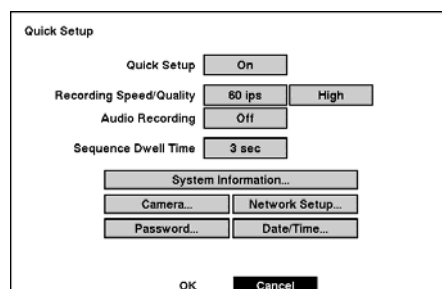 Quick Setup
Quick Setup On
Recording Speed/Quality 60 ips High
Audio Recording Off
Sequence Dwell Time 3 sec
System Information...
Camera... Network Setup...
Password... Date/Time...
OK Cancel